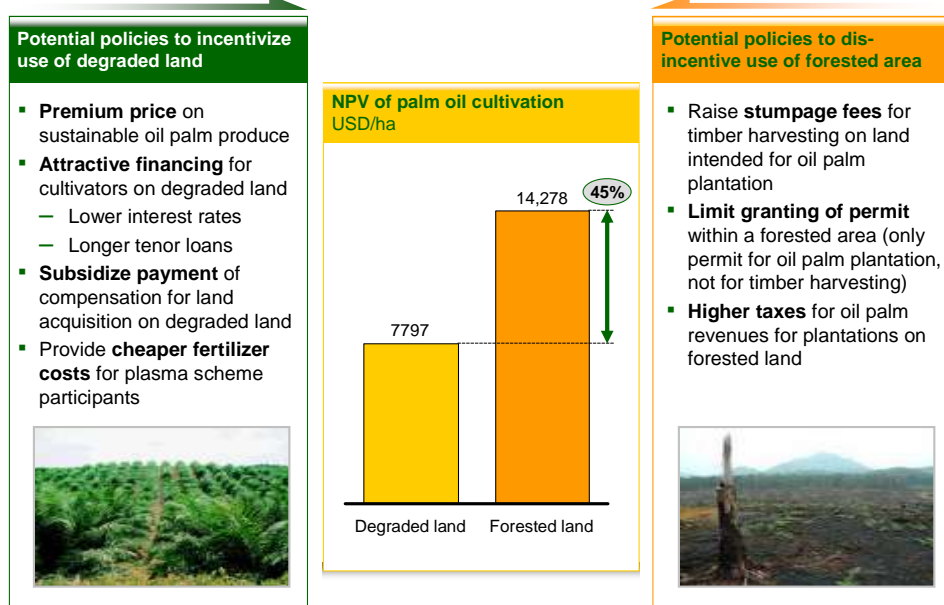 Potential policies to incentivize
use of degraded land
▪ Premium price on
sustainable oil palm produce
▪ Attractive financing for
cultivators on degraded land
– Lower interest rates
– Longer tenor loans
▪ Subsidize payment of
compensation for land
acquisition on degraded land
▪ Provide cheaper fertilizer
costs for plasma scheme
participants
NPV of palm oil cultivation
USD/ha
45%
14,278
7797
Degraded land
Forested land
Potential policies to dis-
incentive use of forested area
▪ Raise stumpage fees for
timber harvesting on land
intended for oil palm
plantation
▪ Limit granting of permit
within a forested area (only
permit for oil palm plantation,
not for timber harvesting)
▪ Higher taxes for oil palm
revenues for plantations on
forested land